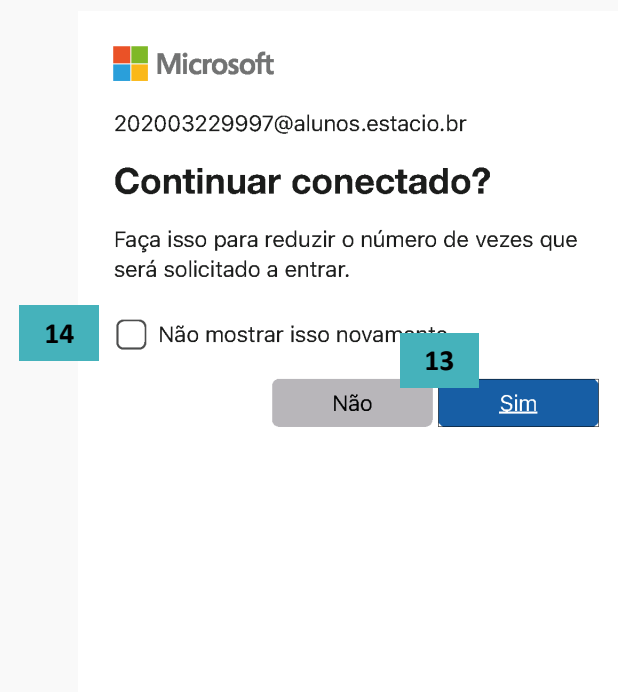 Microsoft
202003229997@alunos.estacio.br
Continuar conectado?
Faça isso para reduzir o número de vezes que
será solicitado a entrar.
14
Não mostrar isso novamente
13
Não
Sim